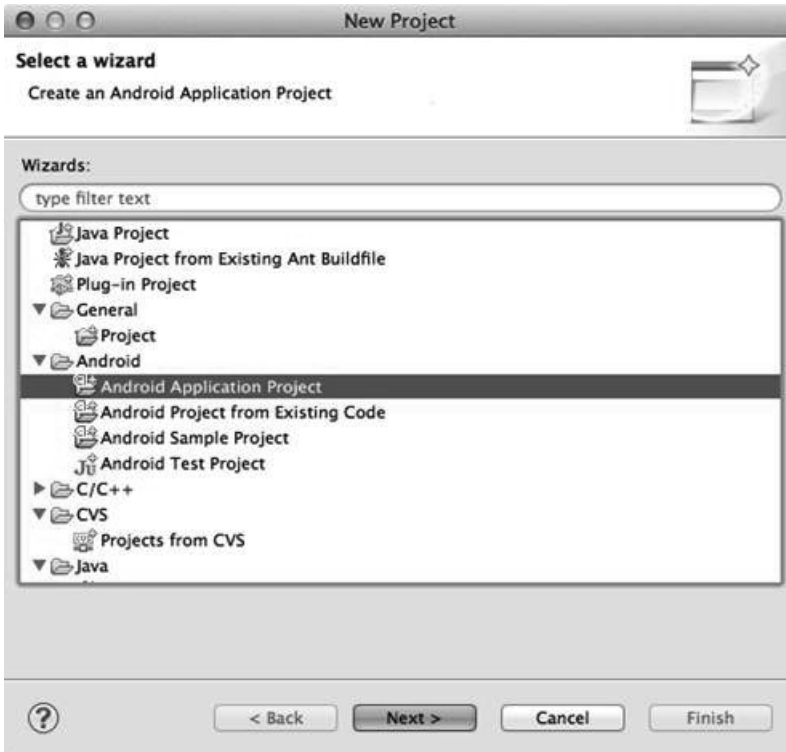 New Project
Select a wizard
Create an Android Application Project
Wizards:
type filter text
Java Project
Java Project from Existing Ant Buildfile
Plug-in Project
General
Project
Android
Android Application Project
Android Project from Existing Code
Android Sample Project
Android Test Project
C/C++
CVS
Projects from CVS
Java
?
< Back Next > Cancel Finish